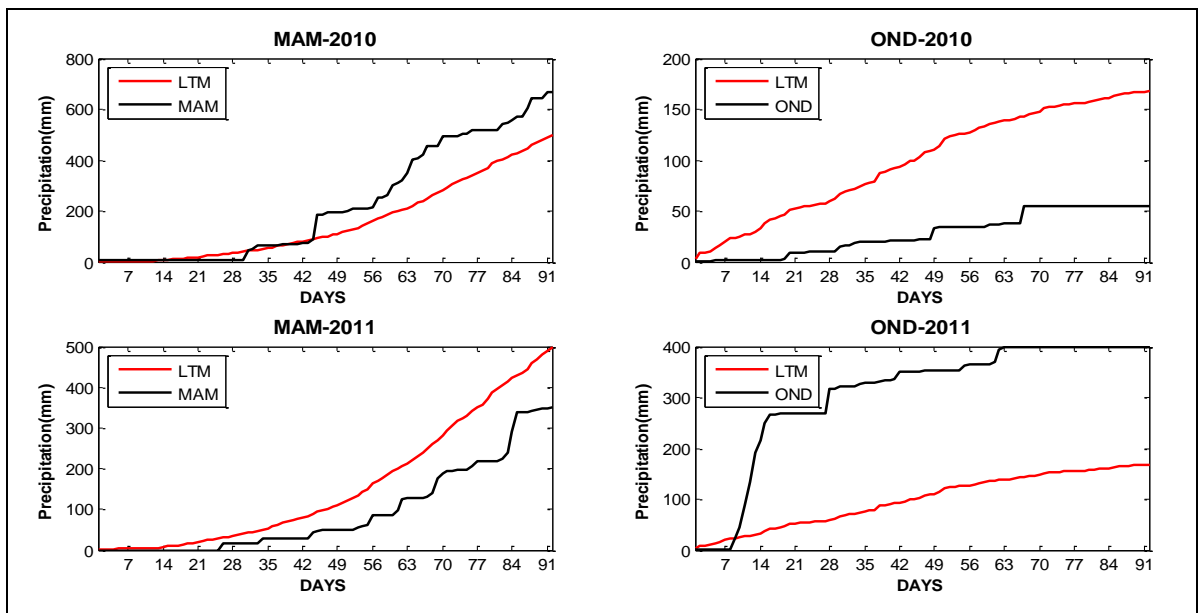 MAM-2010
Precipitation(mm)
800
600
400
200
0
LTM
MAM
7 14 21 28 35 42 49 56 63 70 77 84 91
DAYS
OND-2010
Precipitation(mm)
200
150
100
50
0
LTM
OND
7 14 21 28 35 42 49 56 63 70 77 84 91
DAYS
MAM-2011
Precipitation(mm)
500
400
300
200
100
0
LTM
MAM
7 14 21 28 35 42 49 56 63 70 77 84 91
DAYS
OND-2011
Precipitation(mm)
400
300
200
100
0
LTM
OND
7 14 21 28 35 42 49 56 63 70 77 84 91
DAYS